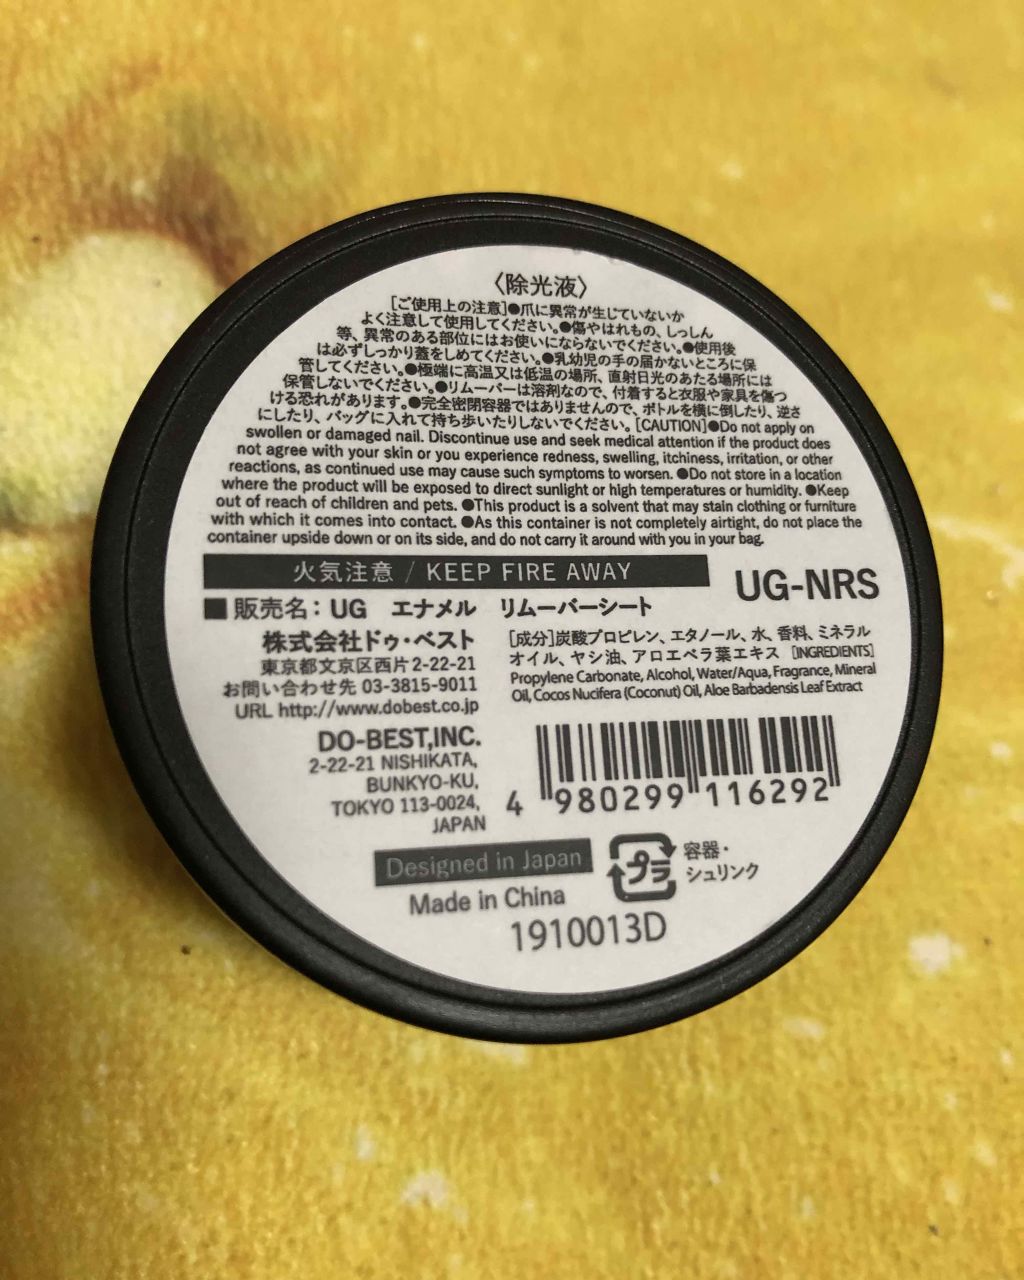 〈除光液〉
[ご使用上の注意]●爪に異常が生じていないか
よく注意して使用してください。●傷やはれもの、しっしん
等、異常のある部位にはお使いにならないでください。●使用後
は必ずしっかり蓋をしめてください。●乳幼児の手の届かないところに保
管してください。●極端に高温又は低温の場所、直射日光のあたる場所には
保管しないでください。●リムーバーは溶剤なので、付着すると衣服や家具を傷つ
ける恐れがあります。●完全密閉容器ではありませんので、ボトルを横に倒したり、逆さ
にしたり、バッグに入れて持ち歩いたりしないでください。[CAUTION]●Do not apply on
swollen or damaged nail. Discontinue use and seek medical attention if the product does
not agree with your skin or you experience redness, swelling, itchiness, irritation, or other
reactions, as continued use may cause such symptoms to worsen. ●Do not store in a location
where the product will be exposed to direct sunlight or high temperatures or humidity. ●Keep
out of reach of children and pets. ●This product is a solvent that may stain clothing or furniture
with which it comes into contact. ●As this container is not completely airtight, do not place the
container upside down or on its side, and do not carry it around with you in your bag.
火気注意 / KEEP FIRE AWAY
UG-NRS
■販売名：UG エナメル リムーバーシート
株式会社ドゥ・ベスト
東京都文京区西片2-22-21
お問い合わせ先 03-3815-9011
URL http://www.dobest.co.jp
DO-BEST,INC.
2-22-21 NISHIKATA,
BUNKYO-KU,
TOKYO 113-0024,
JAPAN
[成分]炭酸プロピレン、エタノール、水、香料、ミネラル
オイル、ヤシ油、アロエベラ葉エキス [INGREDIENTS]
Propylene Carbonate, Alcohol, Water/Aqua, Fragrance, Mineral
Oil, Cocos Nucifera (Coconut) Oil, Aloe Barbadensis Leaf Extract
4 980299 116292
Designed in Japan
Made in China
1910013D
プラ
容器・
シュリンク